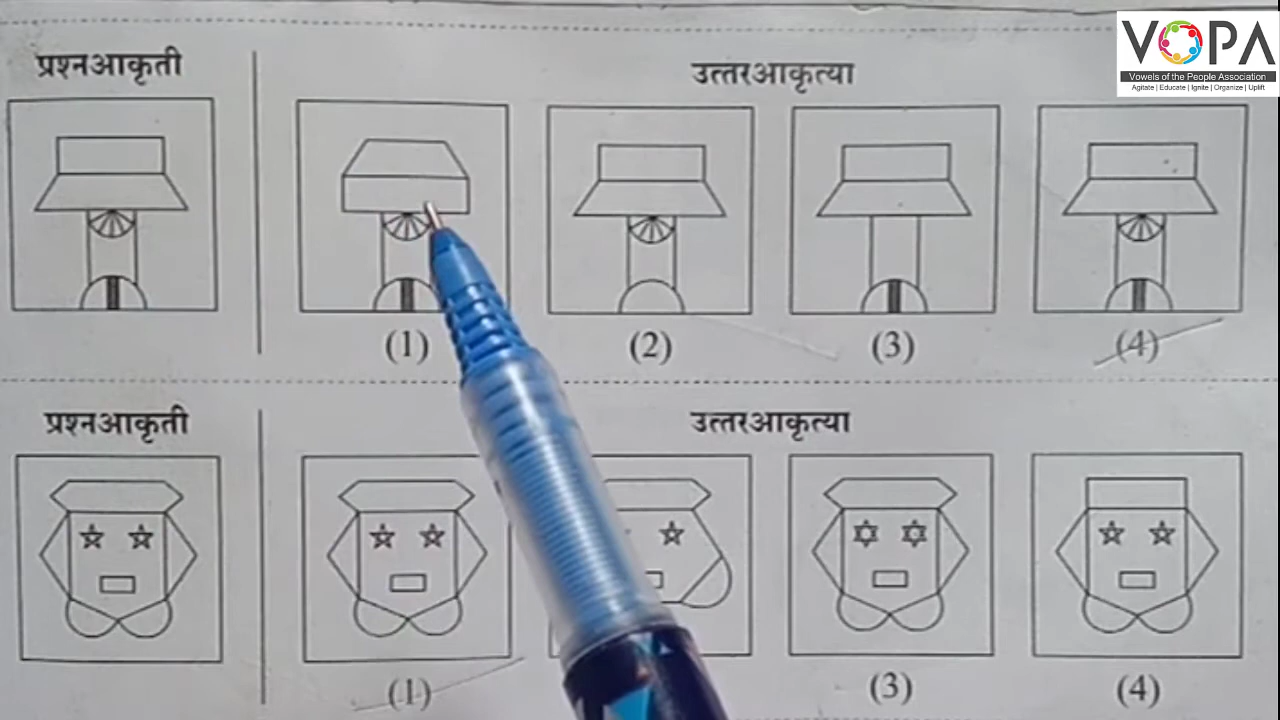 VOPA
Vowels of the People Association
Agitate | Educate | Ignite | Organize | Uplift
प्रश्नआकृती
उत्तरआकृत्या
(1) (2) (3) (4)
प्रश्नआकृती
उत्तरआकृत्या
(1) (3) (4)